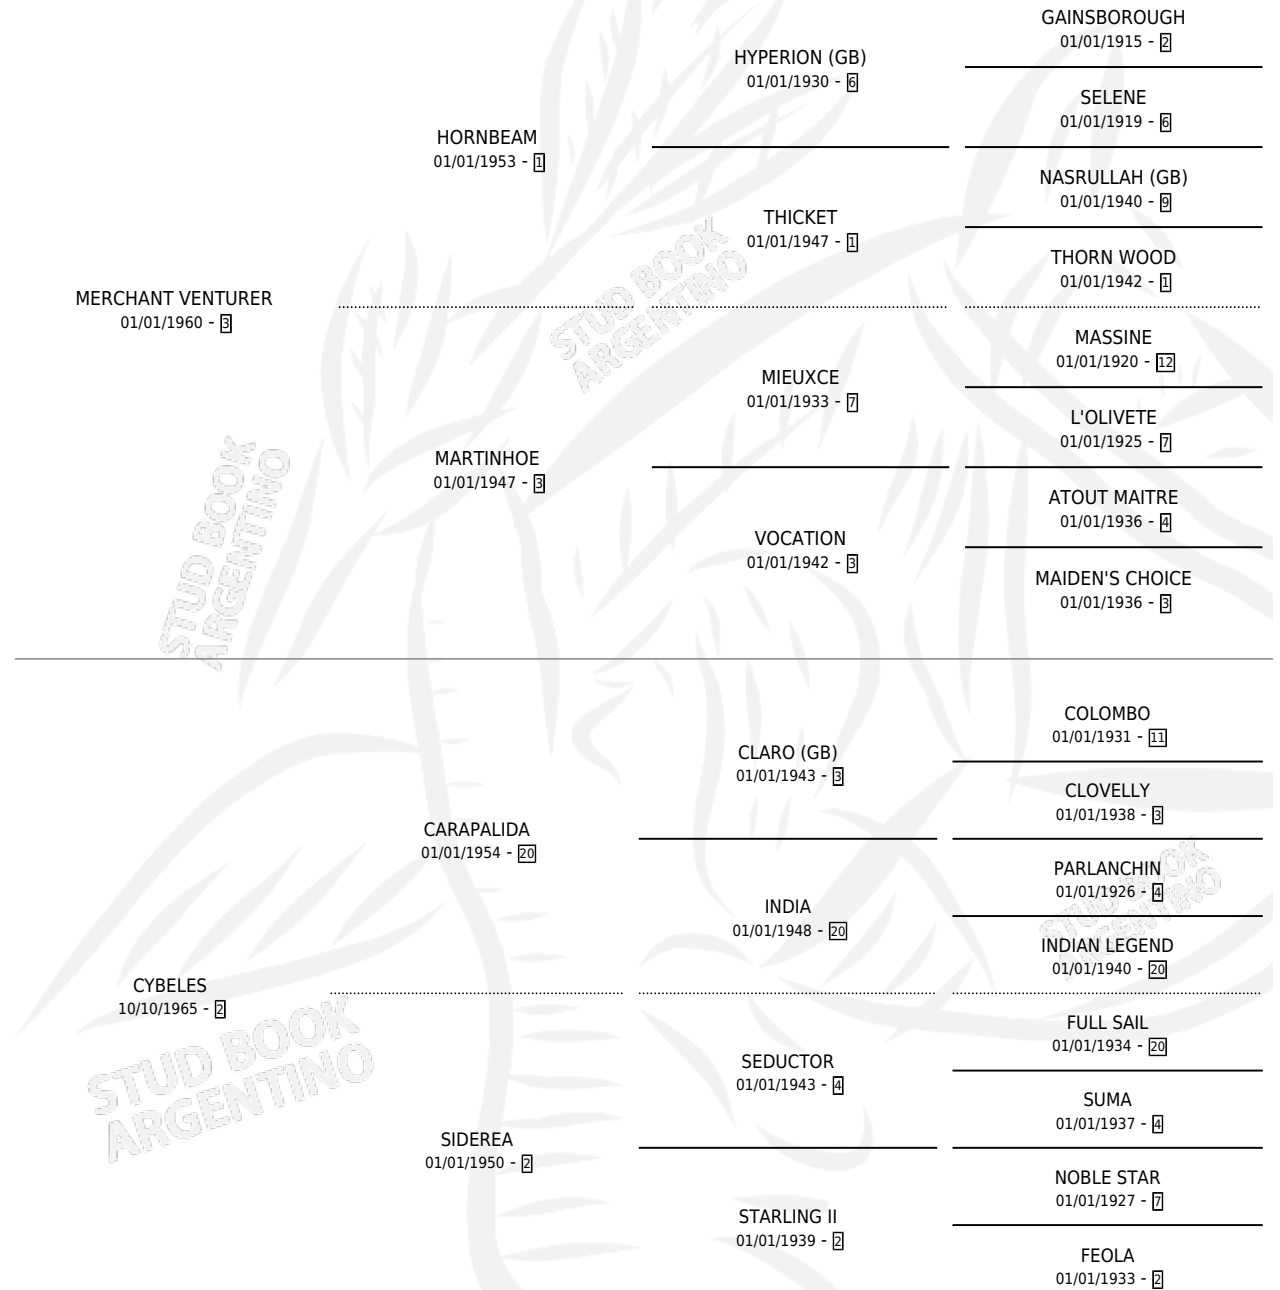 GAINSBOROUGH
01/01/1915 - 2
HYPERION (GB)
01/01/1930 - 6
SELENE
01/01/1919 - 6
HORNBEAM
01/01/1953 - 1
NASRULLAH (GB)
01/01/1940 - 9
THICKET
01/01/1947 - 1
THORN WOOD
01/01/1942 - 1
MERCHANT VENTURER
01/01/1960 - 3
MASSINE
01/01/1920 - 12
MIEUXCE
01/01/1933 - 7
L'OLIVETE
01/01/1925 - 7
MARTINHOE
01/01/1947 - 3
ATOUT MAITRE
01/01/1936 - 4
VOCATION
01/01/1942 - 3
MAIDEN'S CHOICE
01/01/1936 - 3
COLOMBO
01/01/1931 - 11
CLARO (GB)
01/01/1943 - 3
CLOVELLY
01/01/1938 - 3
CARAPALIDA
01/01/1954 - 20
PARLANCHIN
01/01/1926 - 4
INDIA
01/01/1948 - 20
INDIAN LEGEND
01/01/1940 - 20
CYBELES
10/10/1965 - 2
FULL SAIL
01/01/1934 - 20
SEDUCTOR
01/01/1943 - 4
SUMA
01/01/1937 - 4
SIDEREA
01/01/1950 - 2
NOBLE STAR
01/01/1927 - 7
STARLING II
01/01/1939 - 2
FEOLA
01/01/1933 - 2
STUD BOOK
ARGENTINO
STUD BOOK
ARGENTINO
STUD BOOK
ARGENTINO
STUD BOOK
ARGENTINO